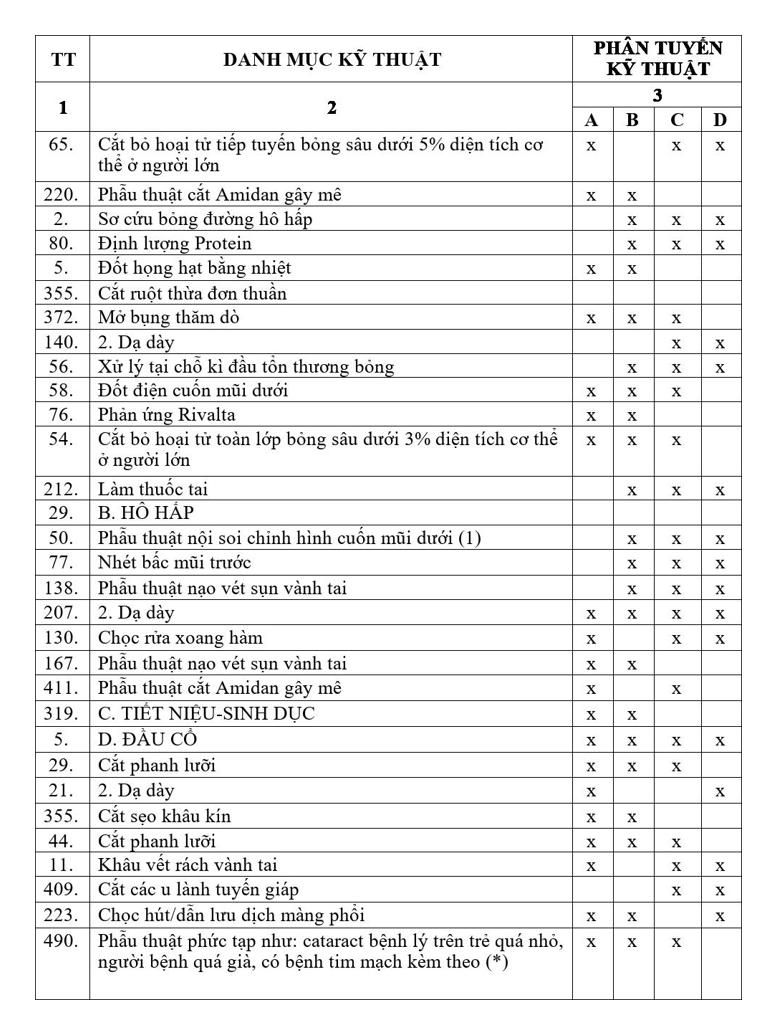 TT DANH MỤC KỸ THUẬT PHÂN TUYẾN
KỸ THUẬT
1 2 3
A B C D
65. Cắt bỏ hoại tử tiếp tuyến bỏng sâu dưới 5% diện tích cơ x x x
thể ở người lớn
220. Phẫu thuật cắt Amidan gây mê x x
2. Sơ cứu bỏng đường hô hấp x x x
80. Định lượng Protein x x x
5. Đốt họng hạt bằng nhiệt x x
355. Cắt ruột thừa đơn thuần
372. Mở bụng thăm dò x x x
140. 2. Dạ dày x x
56. Xử lý tại chỗ kì đầu tổn thương bỏng x x x
58. Đốt điện cuốn mũi dưới x x x
76. Phản ứng Rivalta x x
54. Cắt bỏ hoại tử toàn lớp bỏng sâu dưới 3% diện tích cơ thể x x x
ở người lớn
212. Làm thuốc tai x x x
29. B. HÔ HẤP
50. Phẫu thuật nội soi chỉnh hình cuốn mũi dưới (1) x x x
77. Nhét bấc mũi trước x x x
138. Phẫu thuật nạo vét sụn vành tai x x x
207. 2. Dạ dày x x x x
130. Chọc rửa xoang hàm x x x
167. Phẫu thuật nạo vét sụn vành tai x x
411. Phẫu thuật cắt Amidan gây mê x x
319. C. TIẾT NIỆU-SINH DỤC x x
5. D. ĐẦU CỔ x x x x
29. Cắt phanh lưỡi x x x
21. 2. Dạ dày x x
355. Cắt sẹo khâu kín x x
44. Cắt phanh lưỡi x x x
11. Khâu vết rách vành tai x x x
409. Cắt các u lành tuyến giáp x x
223. Chọc hút/dẫn lưu dịch màng phổi x x x
490. Phẫu thuật phức tạp như: cataract bệnh lý trên trẻ quá nhỏ, x x x
người bệnh quá già, có bệnh tim mạch kèm theo (*)